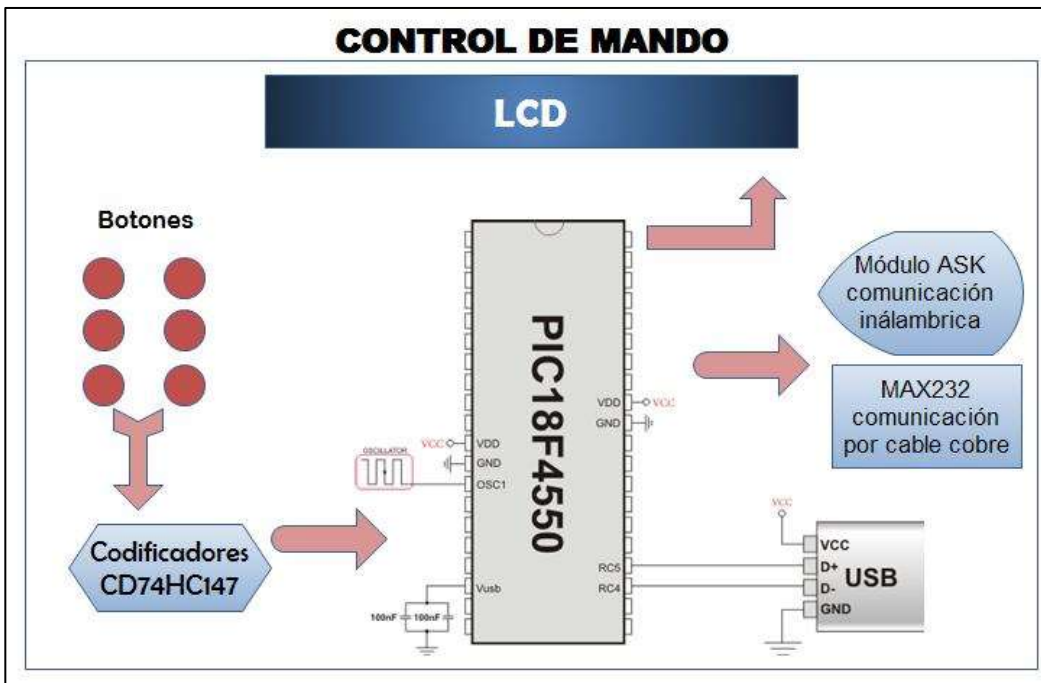 CONTROL DE MANDO
LCD
Botones
Módulo ASK
comunicación
inálambrica
MAX232
comunicación
por cable cobre
Codificadores
CD74HC147
PIC18F4550
VCC
VDD
GND
OSCILLATOR
OSC1
Vusb
100nF
100nF
VDD
VCC
GND
RC5
RC4
VCC
VCC
D+
D-
GND
USB